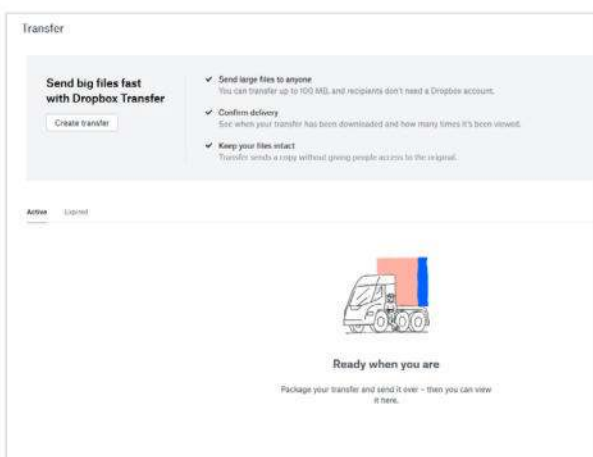 Transfer
Send big files fast
with Dropbox Transfer
Create transfer
✓ Send large files to anyone
You can transfer up to 100 MB, and recipients don't need a Dropbox account.
✓ Confirm delivery
See when your transfer has been downloaded and how many times it's been viewed.
✓ Keep your files intact
Transfer sends a copy without giving people access to the original.
Active Expired
Ready when you are
Package your transfer and send it over – then you can view
it here.